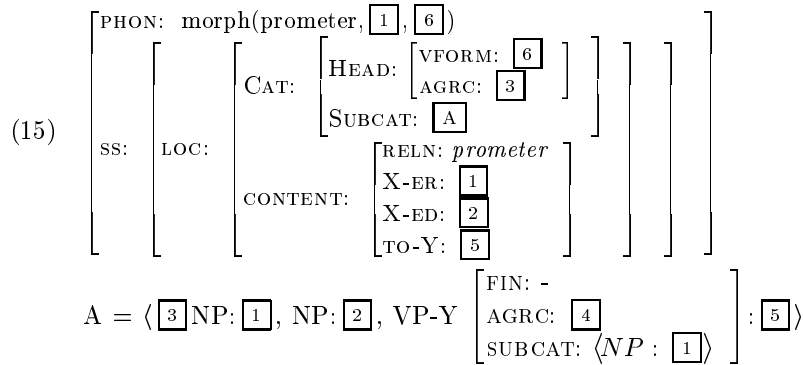 PHON: morph(prometer, 1, 6)
CAT: HEAD: VFORM: 6
AGRC: 3
SUBCAT: A
(15) SS: LOC:
RELN: prometer
X-ER: 1
CONTENT: X-ED: 2
TO-Y: 5
FIN: -
A = ⟨ 3 NP: 1, NP: 2, VP-Y AGRC: 4 : 5 ⟩
SUBCAT: ⟨NP : 1⟩